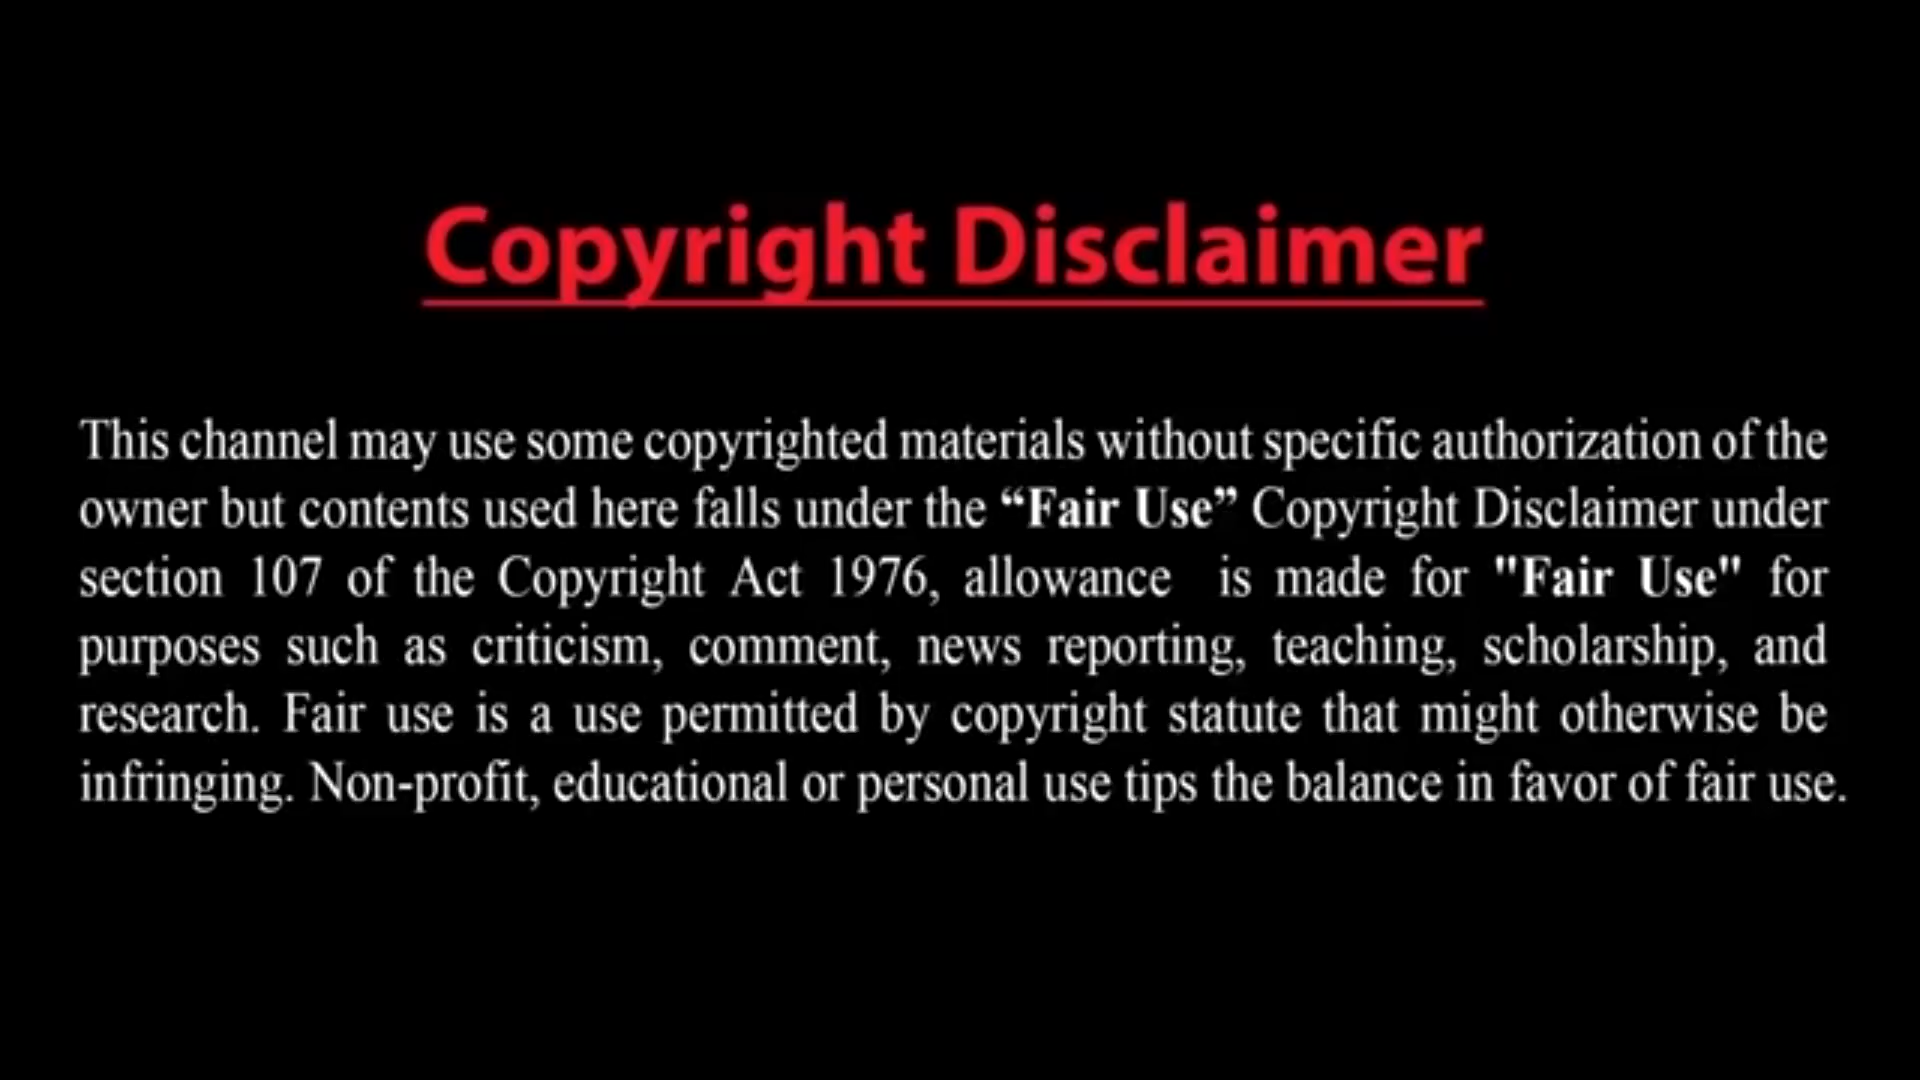 Copyright Disclaimer
This channel may use some copyrighted materials without specific authorization of the
owner but contents used here falls under the “Fair Use” Copyright Disclaimer under
section 107 of the Copyright Act 1976, allowance  is made for "Fair Use" for
purposes such as criticism, comment, news reporting, teaching, scholarship, and
research. Fair use is a use permitted by copyright statute that might otherwise be
infringing. Non-profit, educational or personal use tips the balance in favor of fair use.